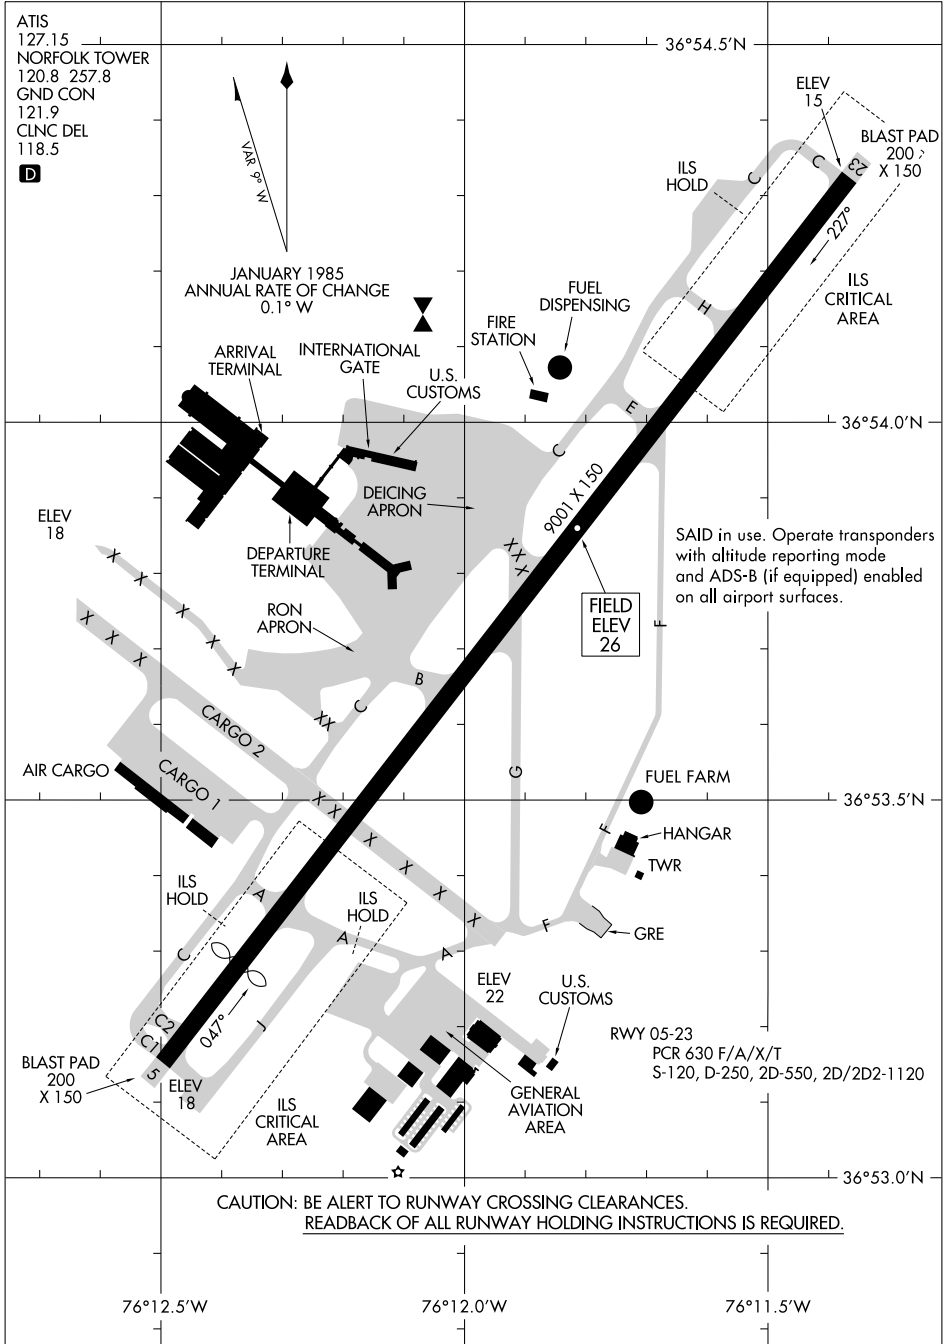 ATIS
127.15
NORFOLK TOWER
120.8 257.8
GND CON
121.9
CLNC DEL
118.5
D
VAR 9° W
JANUARY 1985
ANNUAL RATE OF CHANGE
0.1° W
36°54.5'N
ELEV
15
BLAST PAD
200
X 150
23
C
C
ILS
HOLD
227°
ILS
CRITICAL
AREA
H
FUEL
DISPENSING
FIRE
STATION
ARRIVAL
TERMINAL
INTERNATIONAL
GATE
U.S.
CUSTOMS
E
36°54.0'N
C
DEICING
APRON
9001 X 150
ELEV
18
DEPARTURE
TERMINAL
X X X
SAID in use. Operate transponders
with altitude reporting mode
and ADS-B (if equipped) enabled
on all airport surfaces.
X X X X X
X X X
RON
APRON
FIELD
ELEV
26
F
B
C
XX
CARGO 2
AIR CARGO
CARGO 1
G
FUEL FARM
36°53.5'N
X X X X X X
F
HANGAR
TWR
ILS
HOLD
A
ILS
HOLD
A
A
F
GRE
C
ELEV
22
U.S.
CUSTOMS
047°
J
C2
C1
5
RWY 05-23
PCR 630 F/A/X/T
S-120, D-250, 2D-550, 2D/2D2-1120
BLAST PAD
200
X 150
ELEV
18
ILS
CRITICAL
AREA
GENERAL
AVIATION
AREA
36°53.0'N
CAUTION: BE ALERT TO RUNWAY CROSSING CLEARANCES.
READBACK OF ALL RUNWAY HOLDING INSTRUCTIONS IS REQUIRED.
76°12.5'W
76°12.0'W
76°11.5'W